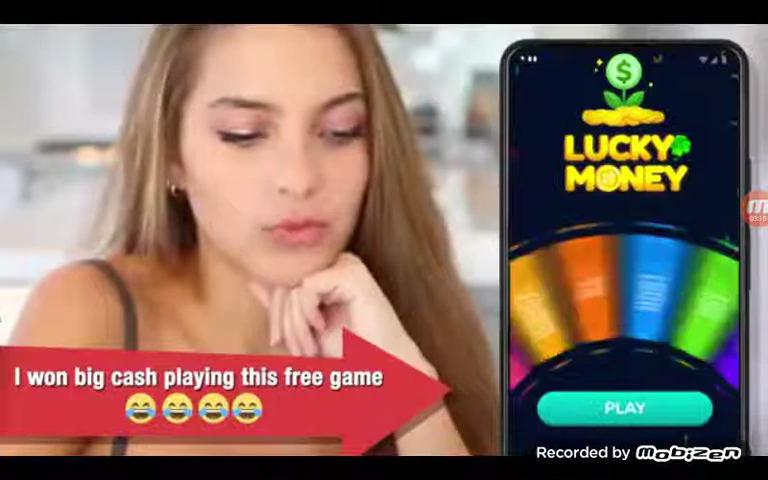 LUCKY
MONEY
I won big cash playing this free game
😂😂😂😂
PLAY
Recorded by mobizen